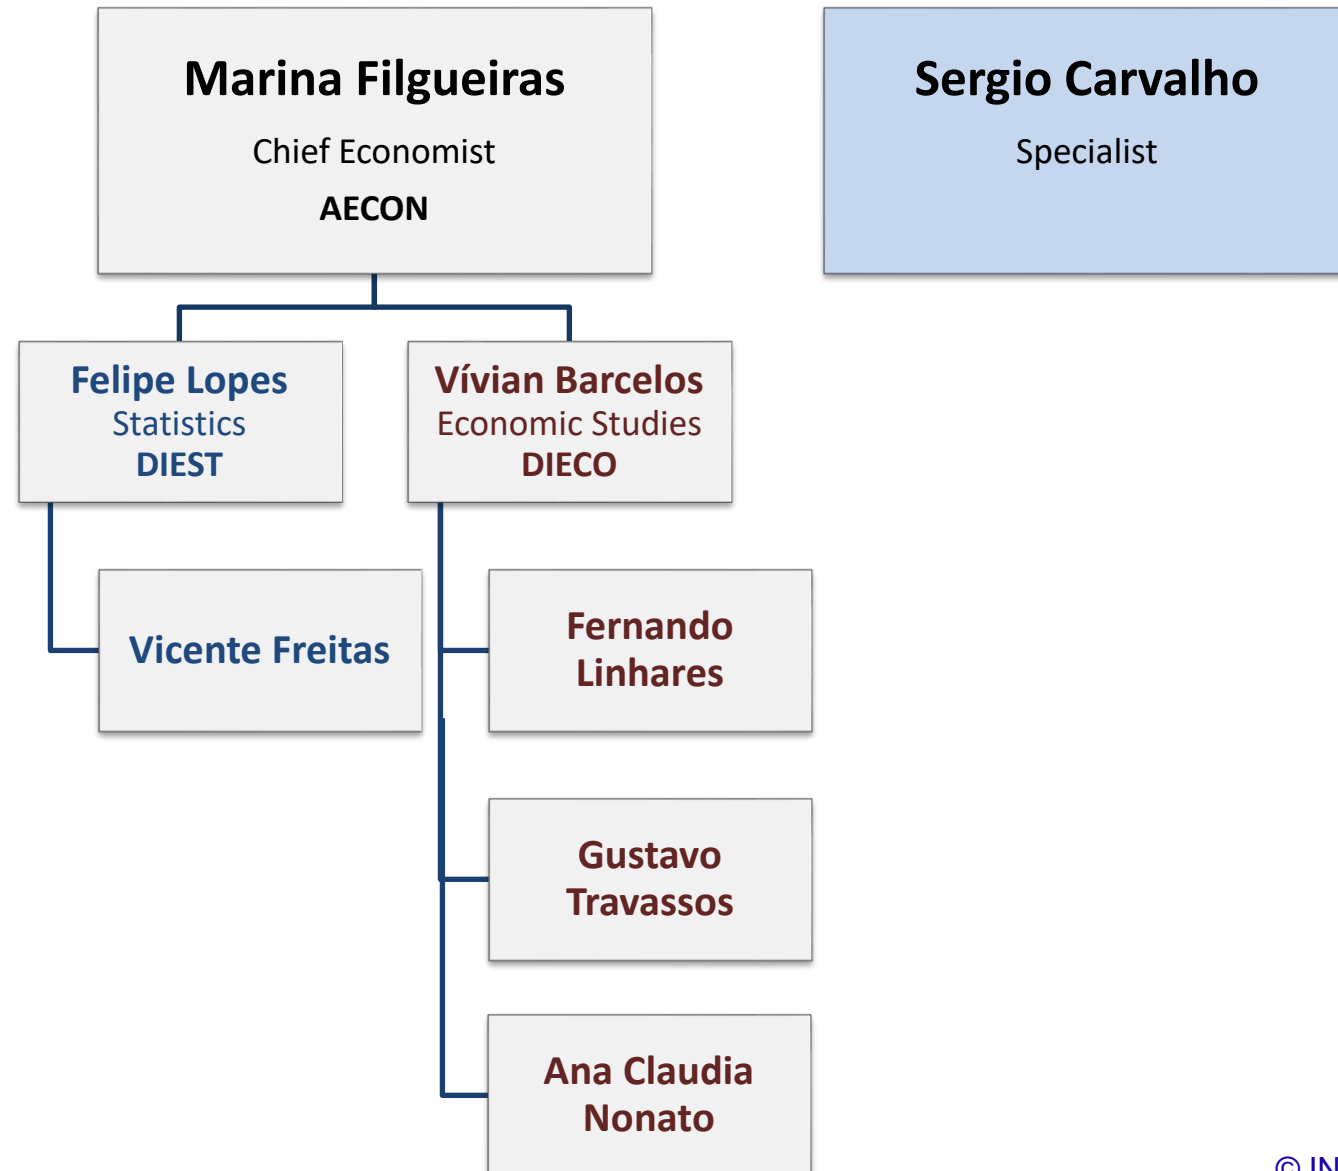 Marina Filgueiras
Chief Economist
AECON
Sergio Carvalho
Specialist
Felipe Lopes
Statistics
DIEST
Vívian Barcelos
Economic Studies
DIECO
Vicente Freitas
Fernando
Linhares
Gustavo
Travassos
Ana Claudia
Nonato
© IN